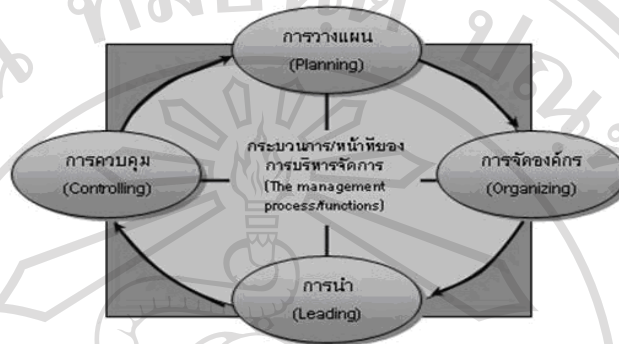 การวางแผน
(Planning)
กระบวนการ/หน้าที่ของ
การบริหารจัดการ
(The management
process/functions)
การควบคุม
(Controlling)
การจัดองค์กร
(Organizing)
การนำ
(Leading)